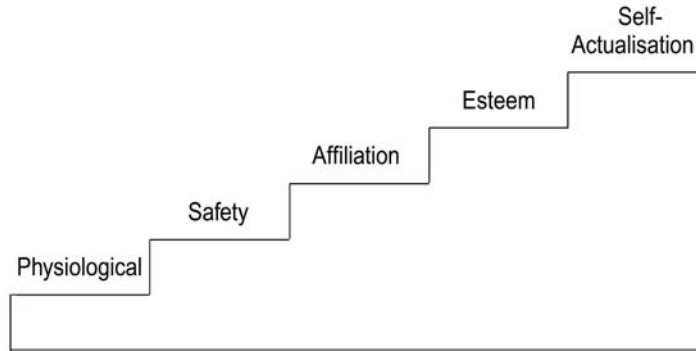 Self-
Actualisation
Esteem
Affiliation
Safety
Physiological